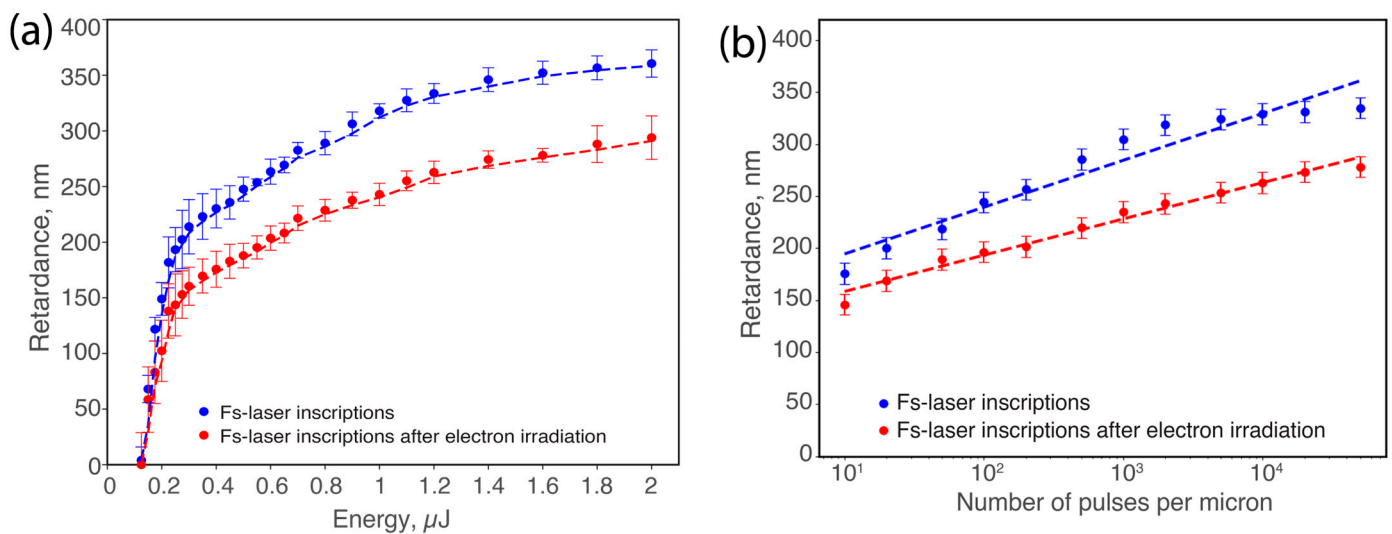 (a)
400
350
300
250
200
150
100
50
0
Retardance, nm
0 0.2 0.4 0.6 0.8 1.0 1.2 1.4 1.6 1.8 2
Energy, µJ
Fs-laser inscriptions
Fs-laser inscriptions after electron irradiation
(b)
400
350
300
250
200
150
100
50
0
Retardance, nm
10¹ 10² 10³ 10⁴
Number of pulses per micron
Fs-laser inscriptions
Fs-laser inscriptions after electron irradiation